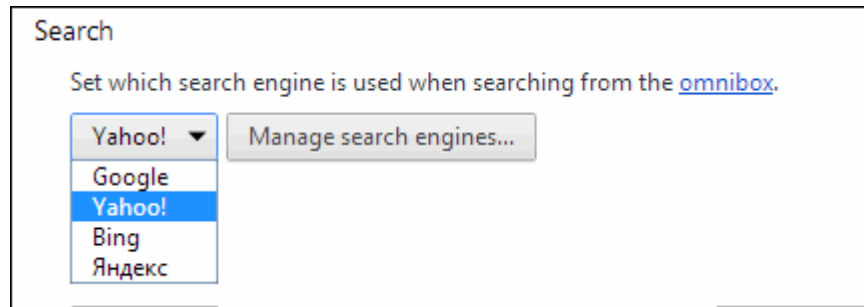 Search
Set which search engine is used when searching from the omnibox.
Yahoo! Manage search engines...
Google
Yahoo!
Bing
Яндекс